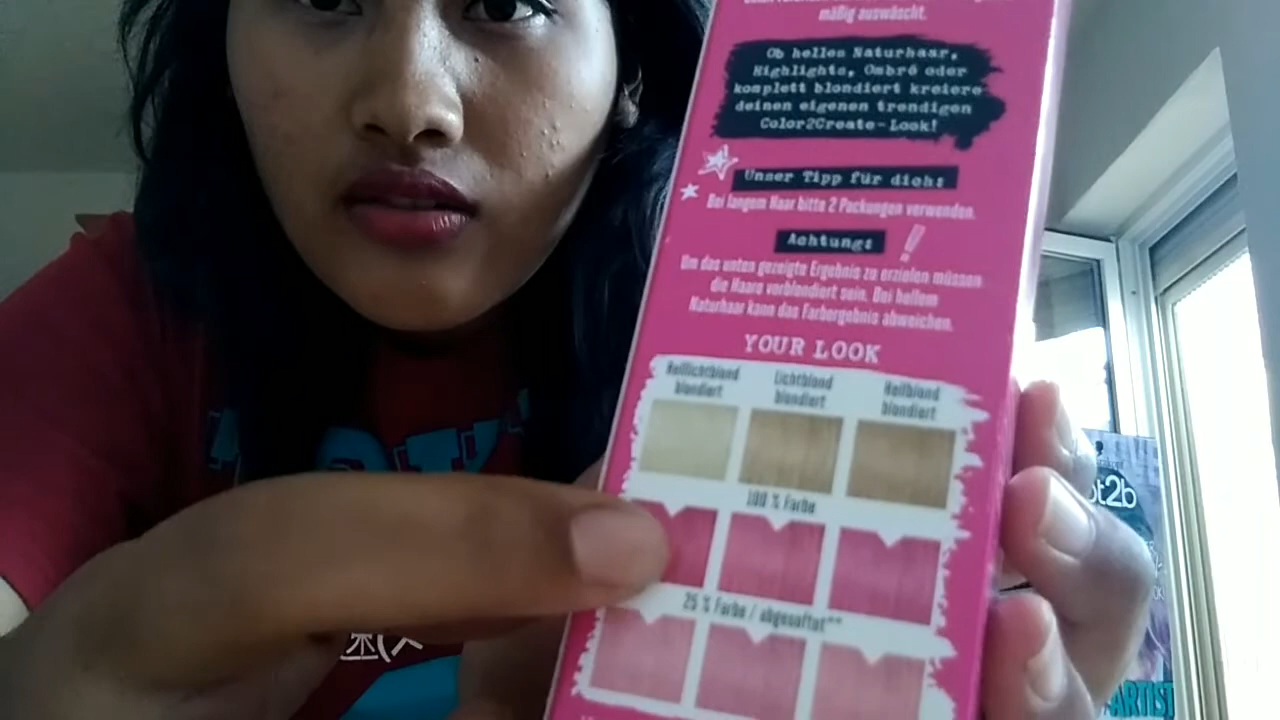 mäßig auswäscht.
Ob helles Naturhaar,
Highlights, Ombré oder
komplett blondiert kreiere
deinen eigenen trendigen
Color2Create-Look!
Unser Tipp für dich:
Bei langem Haar bitte 2 Packungen verwenden.
Achtung:
Um das unten gezeigte Ergebnis zu erzielen müssen
die Haare vorblondiert sein. Bei hellem
Naturhaar kann das Farbergebnis abweichen.
YOUR LOOK
Helllichtblond
blondiert
Lichtblond
blondiert
Hellblond
blondiert
100 % Farbe
25 % Farbe / abgesoftet**
ot2b
ARTIST